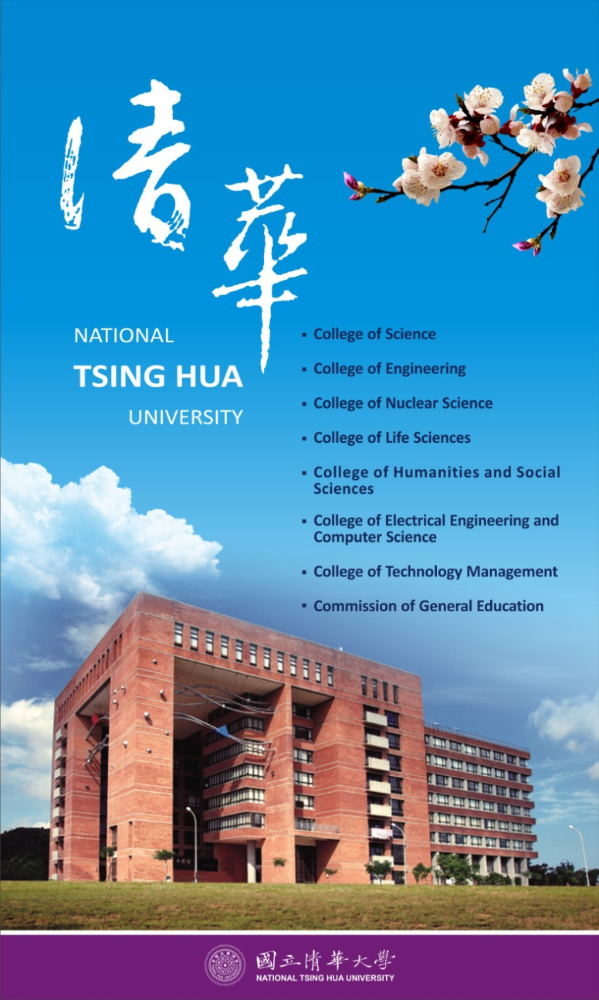 清華
NATIONAL
TSING HUA
UNIVERSITY
▪ College of Science
▪ College of Engineering
▪ College of Nuclear Science
▪ College of Life Sciences
▪ College of Humanities and Social
Sciences
▪ College of Electrical Engineering and
Computer Science
▪ College of Technology Management
▪ Commission of General Education
國立清華大學
NATIONAL TSING HUA UNIVERSITY